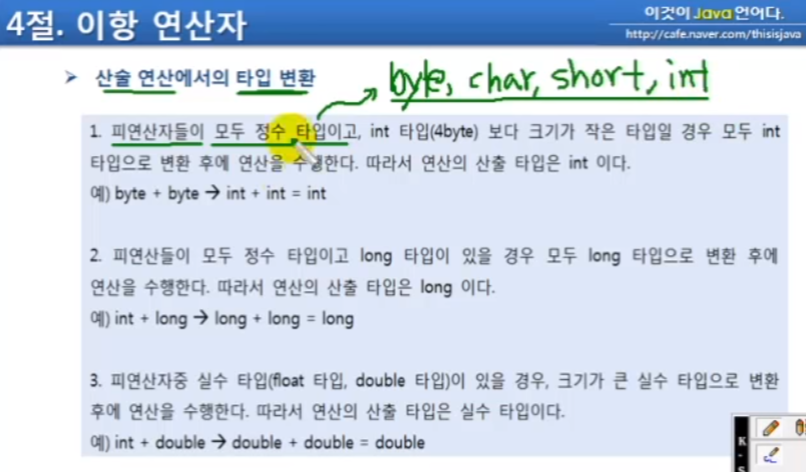 4절. 이항 연산자
이것이 Java 언어다.
http://cafe.naver.com/thisisjava
산술 연산에서의 타입 변환
byte, char, short, int
1. 피연산자들이 모두 정수 타입이고, int 타입(4byte) 보다 크기가 작은 타입일 경우 모두 int
타입으로 변환 후에 연산을 수행한다. 따라서 연산의 산출 타입은 int 이다.
예) byte + byte → int + int = int
2. 피연산들이 모두 정수 타입이고 long 타입이 있을 경우 모두 long 타입으로 변환 후에
연산을 수행한다. 따라서 연산의 산출 타입은 long 이다.
예) int + long → long + long = long
3. 피연산자중 실수 타입(float 타입, double 타입)이 있을 경우, 크기가 큰 실수 타입으로 변환
후에 연산을 수행한다. 따라서 연산의 산출 타입은 실수 타입이다.
예) int + double → double + double = double